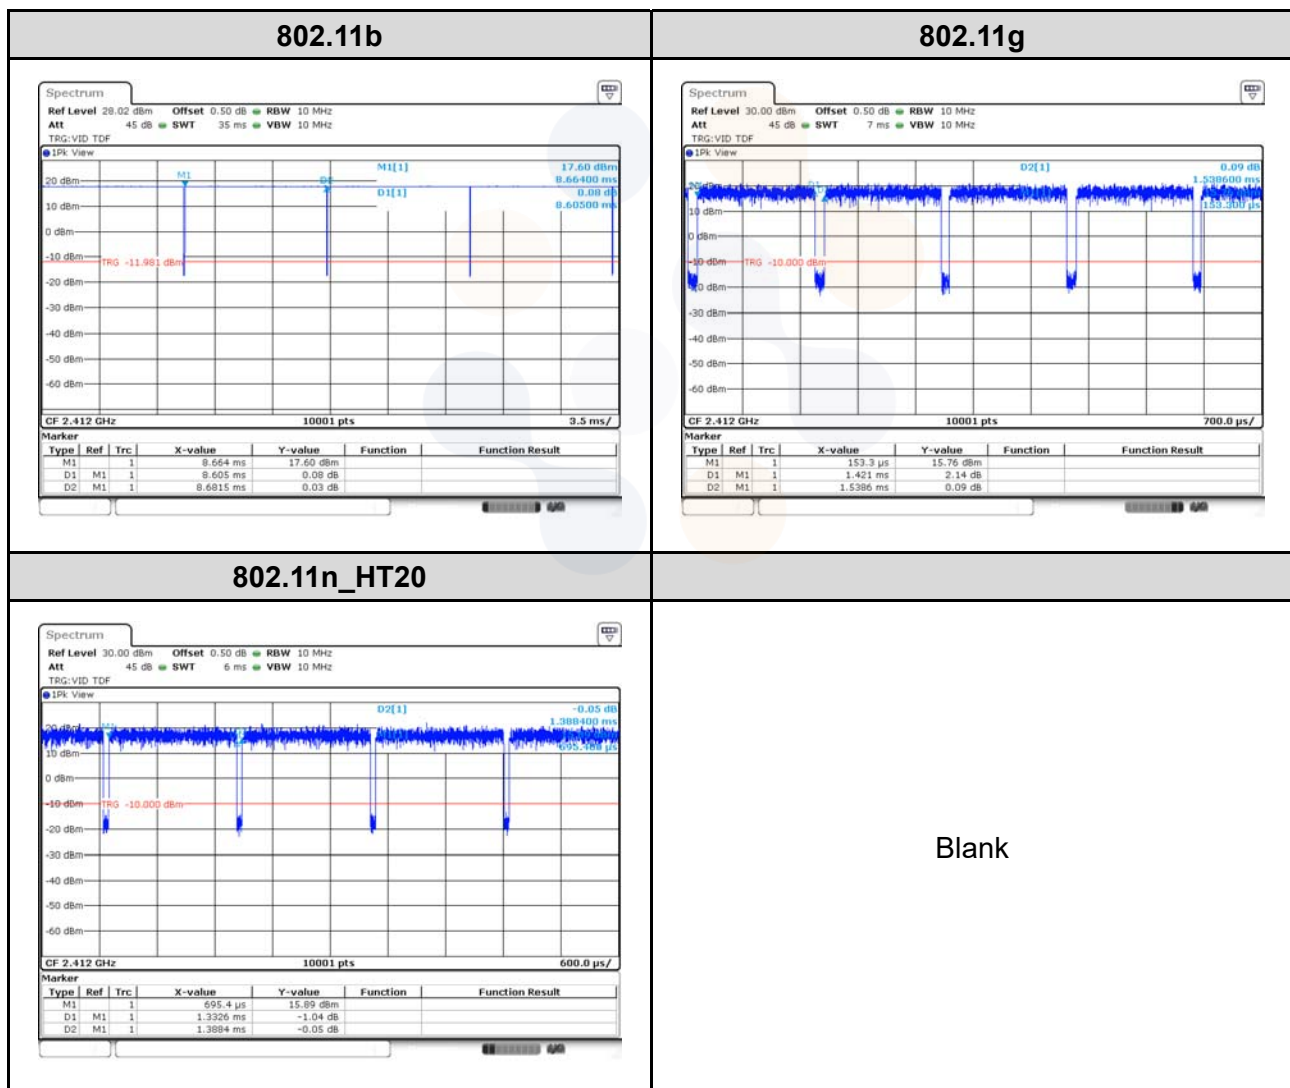 802.11b
802.11g
Spectrum
Ref Level 28.02 dBm Offset 0.50 dB RBW 10 MHz
Att 45 dB SWT 35 ms VBW 10 MHz
TRG:VID TDF
1Pk View
M1[1] 17.60 dBm
8.66400 ms
D1[1] 0.08 dB
8.60500 ms
M1
20 dBm
10 dBm
0 dBm
-10 dBm
TRG -11.981 dBm
-20 dBm
-30 dBm
-40 dBm
-50 dBm
-60 dBm
CF 2.412 GHz 10001 pts 3.5 ms/
Marker
Type Ref Trc X-value Y-value Function Function Result
M1 1 8.664 ms 17.60 dBm
D1 M1 1 8.605 ms 0.08 dB
D2 M1 1 8.6815 ms 0.03 dB
Spectrum
Ref Level 30.00 dBm Offset 0.50 dB RBW 10 MHz
Att 45 dB SWT 7 ms VBW 10 MHz
TRG:VID TDF
1Pk View
D2[1] 0.09 dB
1.538600 ms
153.300 µs
10 dBm
0 dBm
-10 dBm
TRG -10.000 dBm
-30 dBm
-40 dBm
-50 dBm
-60 dBm
CF 2.412 GHz 10001 pts 700.0 µs/
Marker
Type Ref Trc X-value Y-value Function Function Result
M1 1 153.3 µs 15.76 dBm
D1 M1 1 1.421 ms 2.14 dB
D2 M1 1 1.5386 ms 0.09 dB
802.11n_HT20
Spectrum
Ref Level 30.00 dBm Offset 0.50 dB RBW 10 MHz
Att 45 dB SWT 6 ms VBW 10 MHz
TRG:VID TDF
1Pk View
D2[1] -0.05 dB
1.388400 ms
695.400 µs
20 dBm
10 dBm
0 dBm
-10 dBm
TRG -10.000 dBm
-20 dBm
-30 dBm
-40 dBm
-50 dBm
-60 dBm
CF 2.412 GHz 10001 pts 600.0 µs/
Marker
Type Ref Trc X-value Y-value Function Function Result
M1 1 695.4 µs 15.89 dBm
D1 M1 1 1.3326 ms -1.04 dB
D2 M1 1 1.3884 ms -0.05 dB
Blank